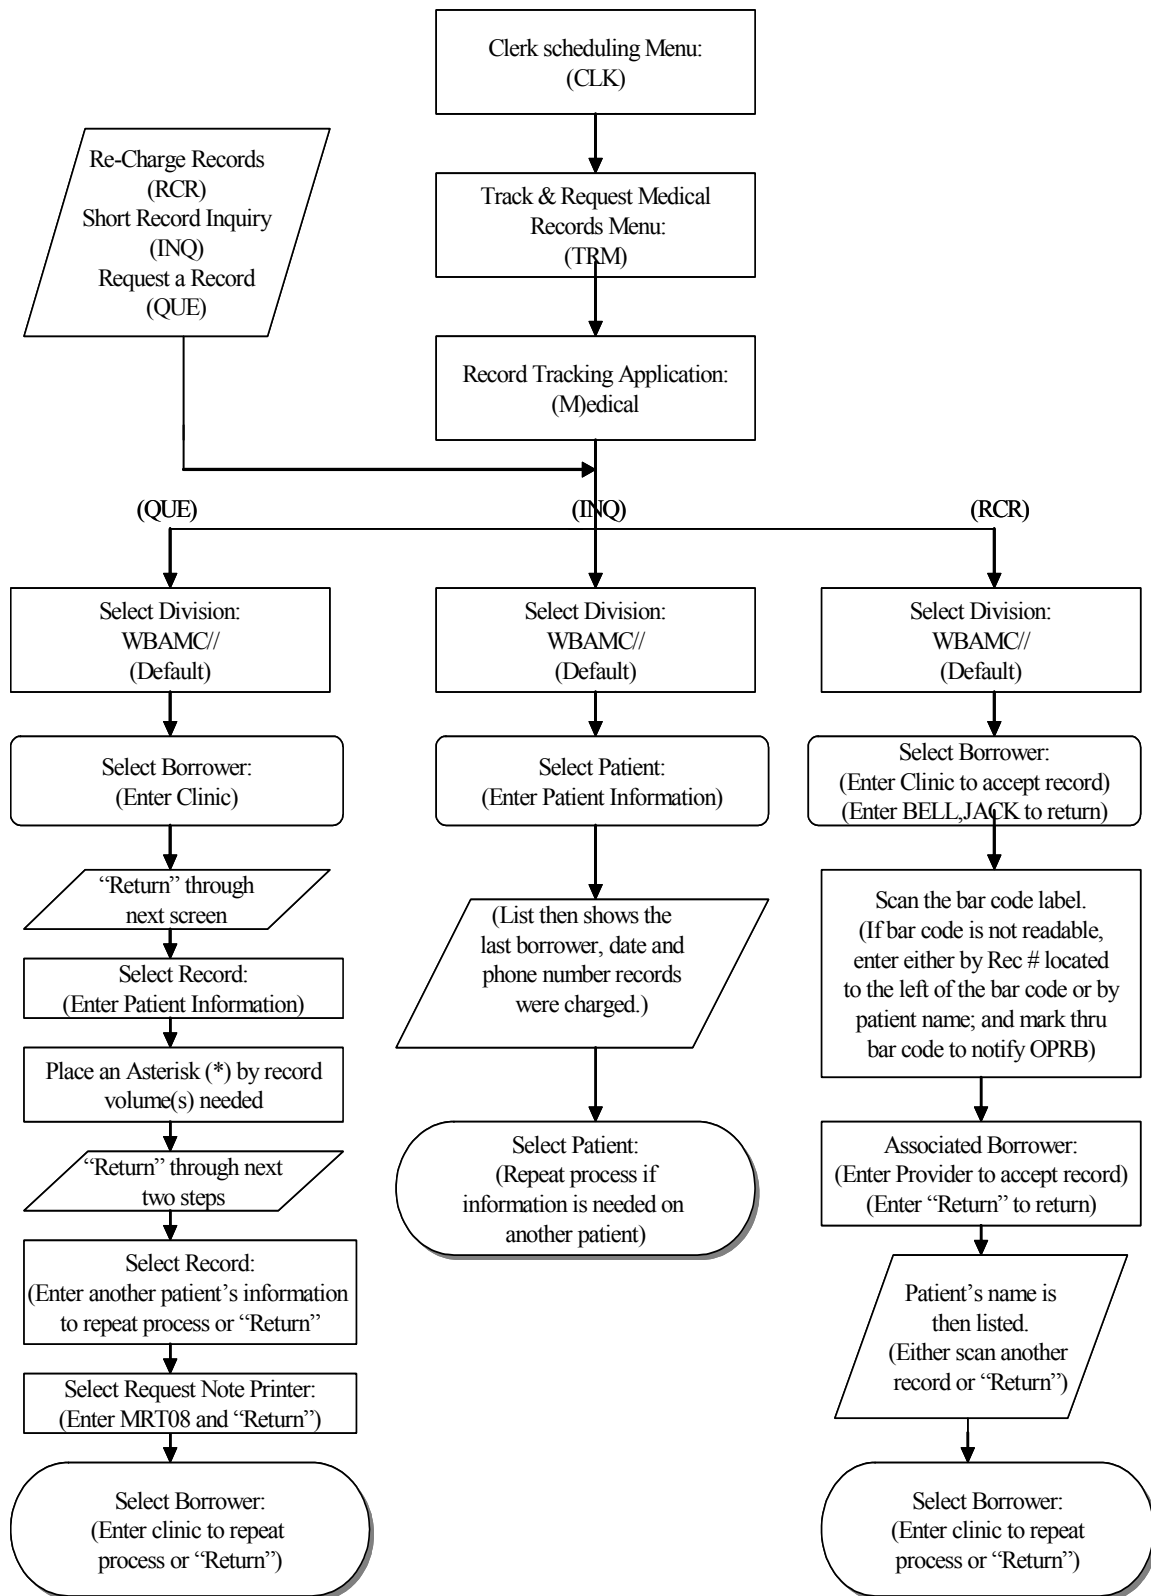 Clerk scheduling Menu:
(CLK)
Re-Charge Records
(RCR)
Short Record Inquiry
(INQ)
Request a Record
(QUE)
Track & Request Medical
Records Menu:
(TRM)
Record Tracking Application:
(M)edical
(QUE)
(INQ)
(RCR)
Select Division:
WBAMC//
(Default)
Select Borrower:
(Enter Clinic)
“Return” through
next screen
Select Record:
(Enter Patient Information)
Place an Asterisk (*) by record
volume(s) needed
“Return” through next
two steps
Select Record:
(Enter another patient’s information
to repeat process or “Return”
Select Request Note Printer:
(Enter MRT08 and “Return”)
Select Borrower:
(Enter clinic to repeat
process or “Return”)
Select Division:
WBAMC//
(Default)
Select Patient:
(Enter Patient Information)
(List then shows the
last borrower, date and
phone number records
were charged.)
Select Patient:
(Repeat process if
information is needed on
another patient)
Select Division:
WBAMC//
(Default)
Select Borrower:
(Enter Clinic to accept record)
(Enter BELL,JACK to return)
Scan the bar code label.
(If bar code is not readable,
enter either by Rec # located
to the left of the bar code or by
patient name; and mark thru
bar code to notify OPRB)
Associated Borrower:
(Enter Provider to accept record)
(Enter “Return” to return)
Patient’s name is
then listed.
(Either scan another
record or “Return”)
Select Borrower:
(Enter clinic to repeat
process or “Return”)